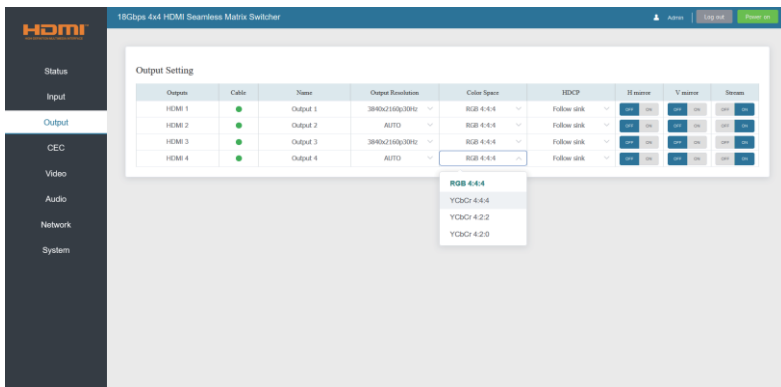 18Gbps 4x4 HDMI Seamless Matrix Switcher
Admin
Log out
Power on
HDMI
Status
Input
Output
CEC
Video
Audio
Network
System
Output Setting
Outputs Cable Name Output Resolution Color Space HDCP H mirror V mirror Stream
HDMI 1 Output 1 3840x2160p30Hz RGB 4:4:4 Follow sink OFF ON OFF ON OFF ON
HDMI 2 Output 2 AUTO RGB 4:4:4 Follow sink OFF ON OFF ON OFF ON
HDMI 3 Output 3 3840x2160p30Hz RGB 4:4:4 Follow sink OFF ON OFF ON OFF ON
HDMI 4 Output 4 AUTO RGB 4:4:4 Follow sink OFF ON OFF ON OFF ON
RGB 4:4:4
YCbCr 4:4:4
YCbCr 4:2:2
YCbCr 4:2:0